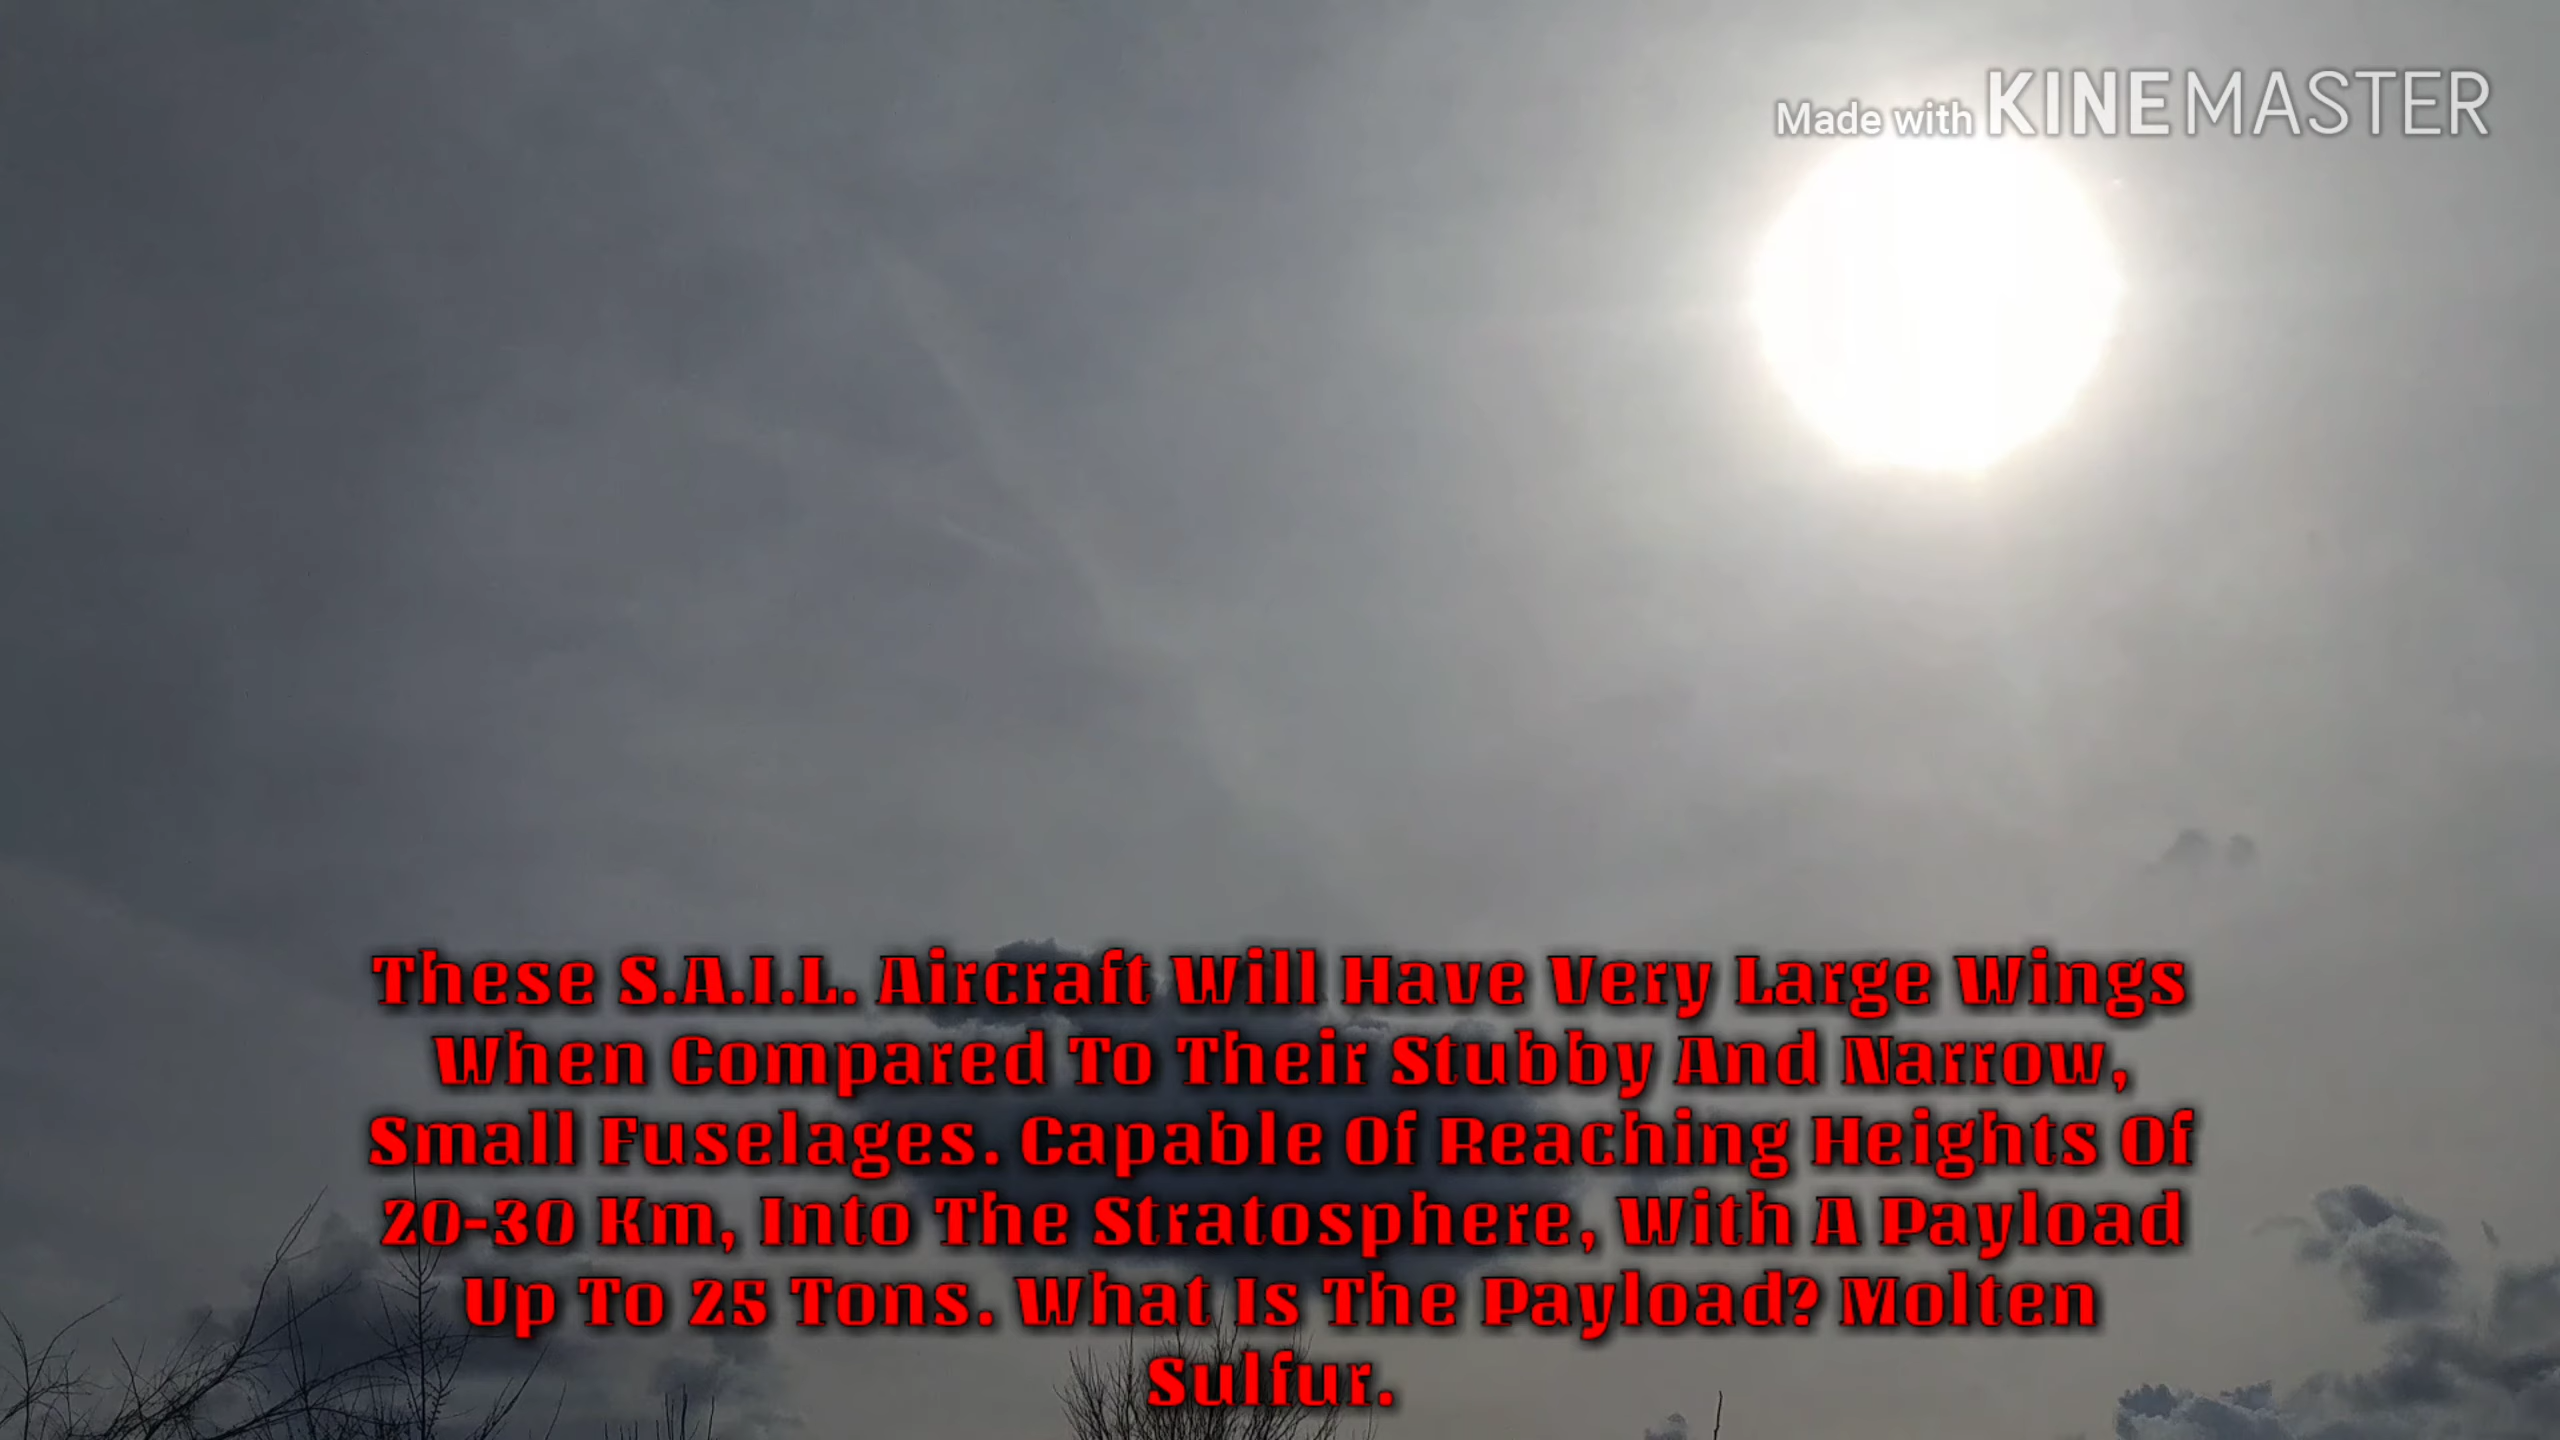 Made with KINEMASTER
These S.A.I.L. Aircraft Will Have Very Large Wings
When Compared To Their Stubby And Narrow,
Small Fuselages. Capable Of Reaching Heights Of
20-30 Km, Into The Stratosphere, With A Payload
Up To 25 Tons. What Is The Payload? Molten
Sulfur.